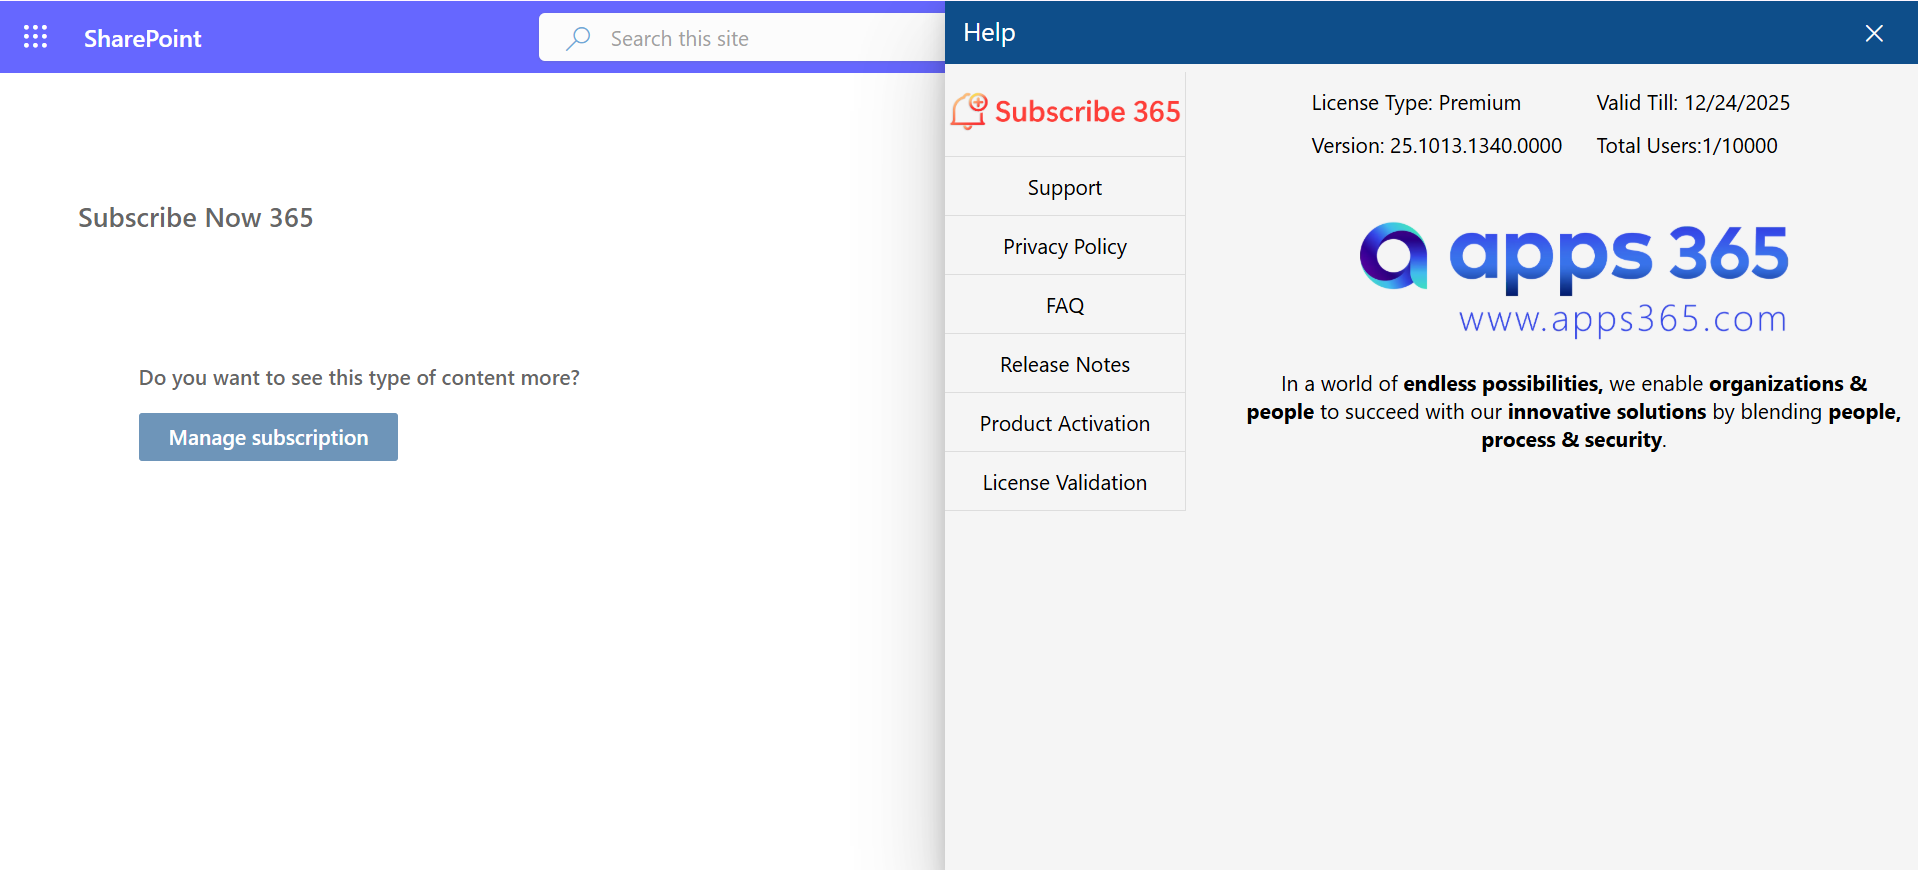 SharePoint
Search this site
Subscribe Now 365
Do you want to see this type of content more?
Manage subscription
Help
Subscribe 365
Support
Privacy Policy
FAQ
Release Notes
Product Activation
License Validation
License Type: Premium
Valid Till: 12/24/2025
Version: 25.1013.1340.0000
Total Users:1/10000
apps 365
www.apps365.com
In a world of endless possibilities, we enable organizations &
people to succeed with our innovative solutions by blending people,
process & security.